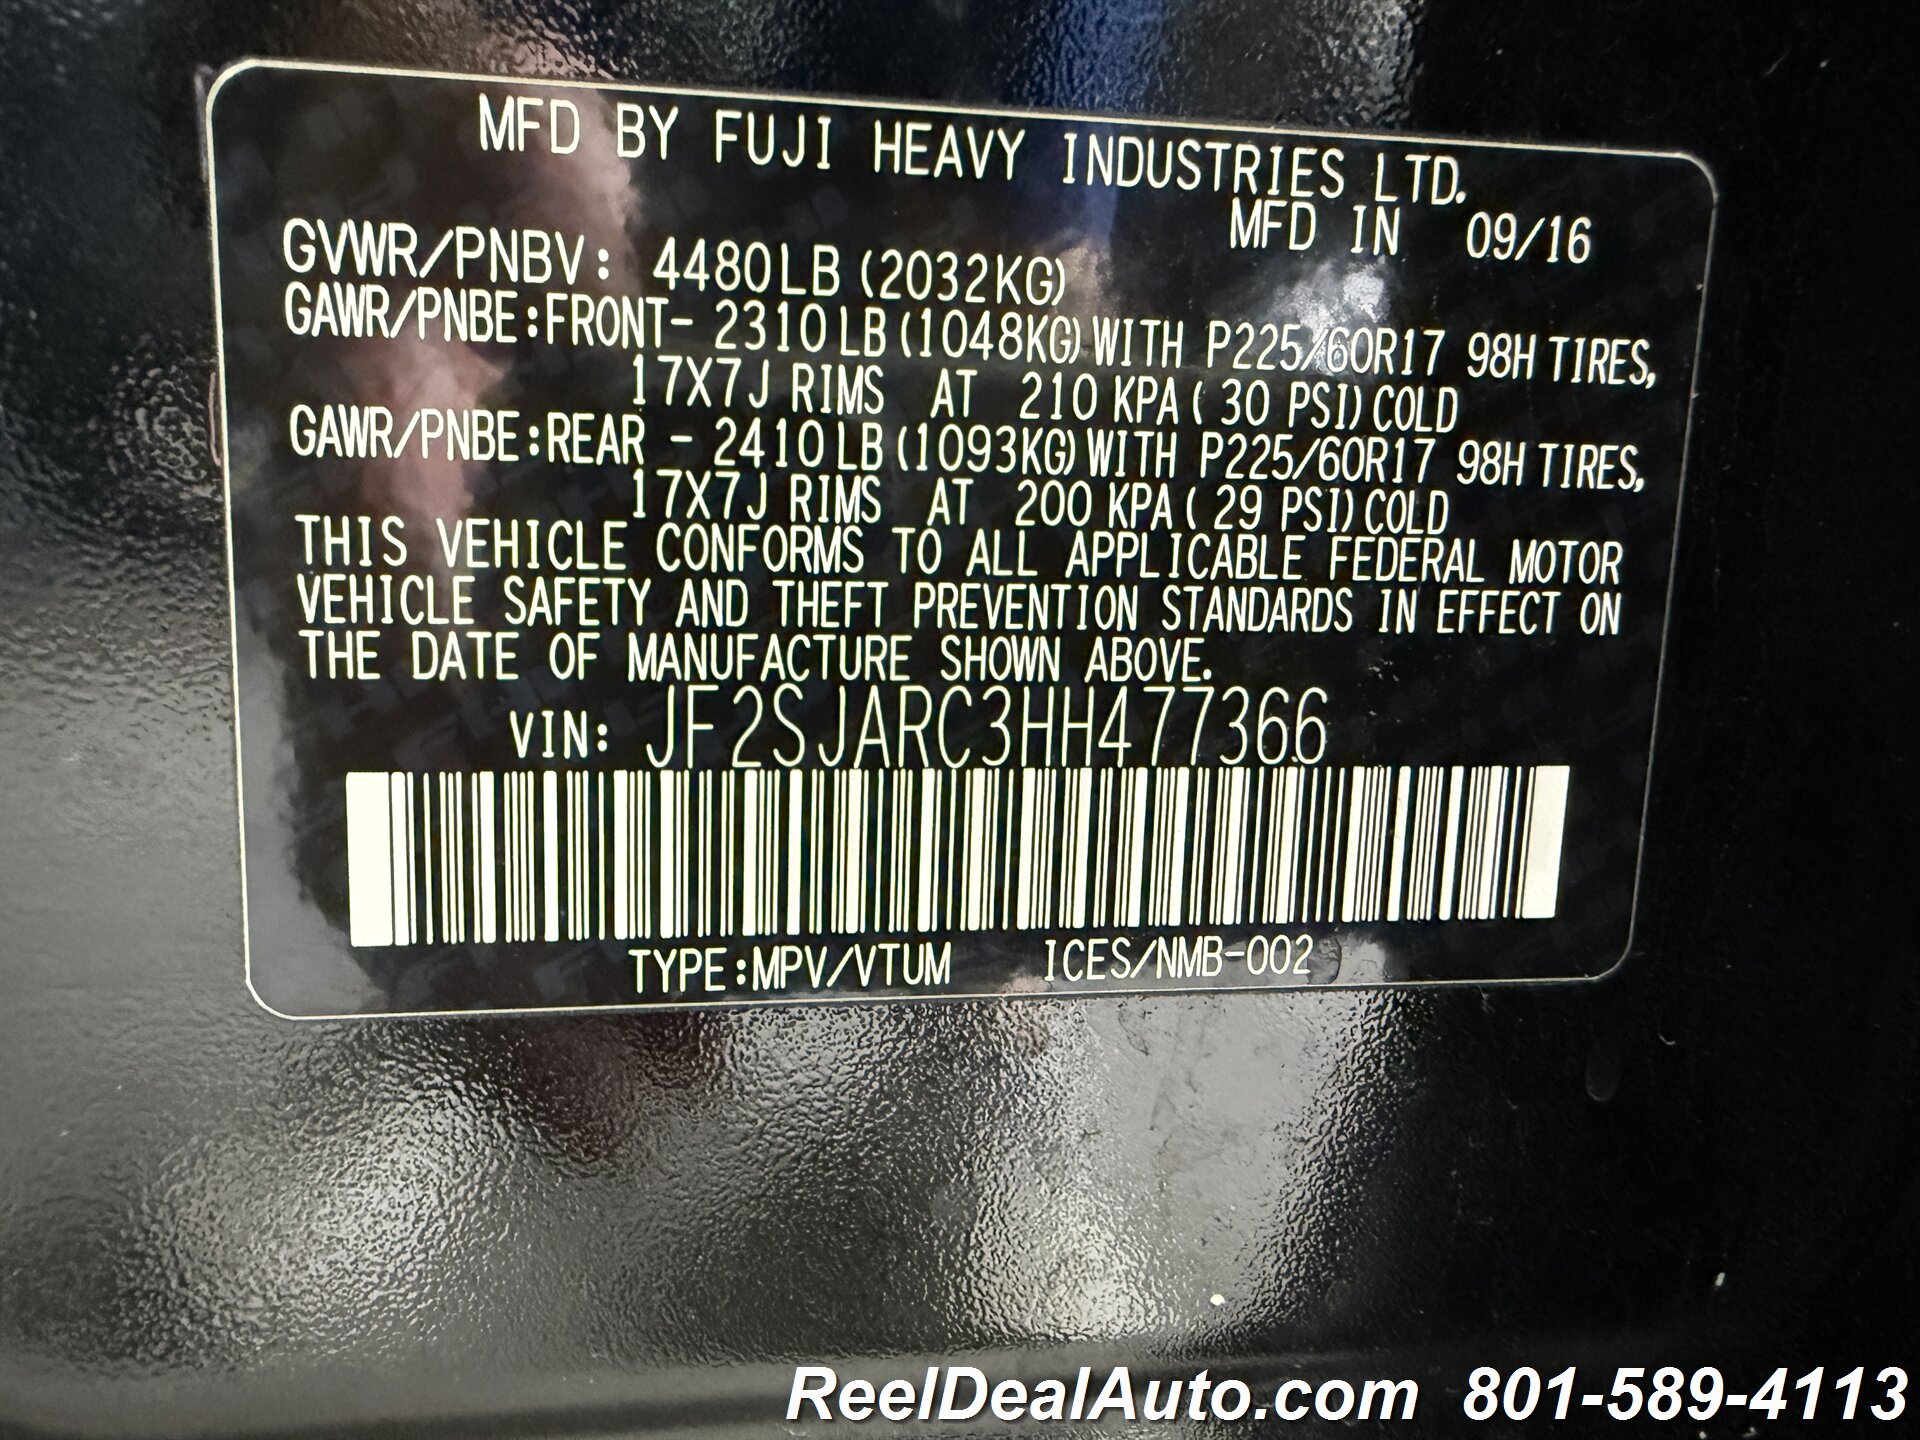 MFD BY FUJI HEAVY INDUSTRIES LTD.
MFD IN 09/16
GVWR/PNBV: 4480LB (2032KG)
GAWR/PNBE:FRONT- 2310LB(1048KG)WITH P225/60R17 98H TIRES,
17X7J RIMS AT 210 KPA( 30 PSI)COLD
GAWR/PNBE:REAR - 2410LB(1093KG)WITH P225/60R17 98H TIRES,
17X7J RIMS AT 200 KPA( 29 PSI)COLD
THIS VEHICLE CONFORMS TO ALL APPLICABLE FEDERAL MOTOR
VEHICLE SAFETY AND THEFT PREVENTION STANDARDS IN EFFECT ON
THE DATE OF MANUFACTURE SHOWN ABOVE.
VIN: JF2SJARC3HH477366
TYPE:MPV/VTUM ICES/NMB-002
ReelDealAuto.com 801-589-4113